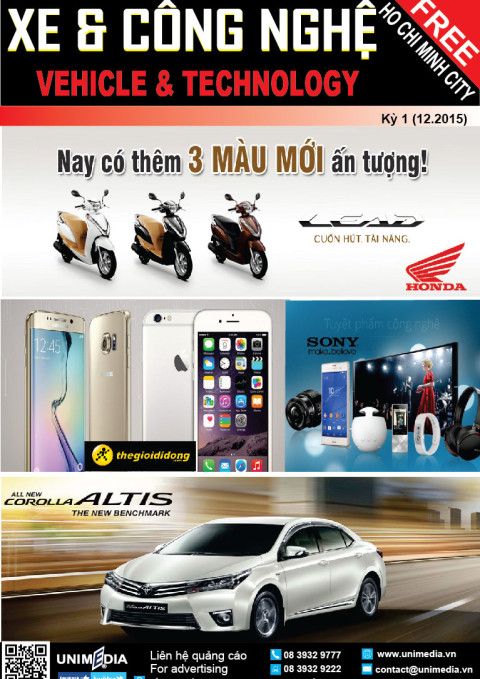 XE & CÔNG NGHỆ
VEHICLE & TECHNOLOGY
FREE
HO CHI MINH CITY
Kỳ 1 (12.2015)
Nay có thêm 3 MÀU MỚI ấn tượng!
LEAD
CUỐN HÚT. TÀI NĂNG.
HONDA
thegioididong
Tuyệt phẩm công nghệ
SONY
make.believe
ALL NEW
COROLLA ALTIS
THE NEW BENCHMARK
UNIMEDIA
Liên hệ quảng cáo
For advertising
08 3932 9777
08 3932 9222
www.unimedia.vn
contact@unimedia.vn